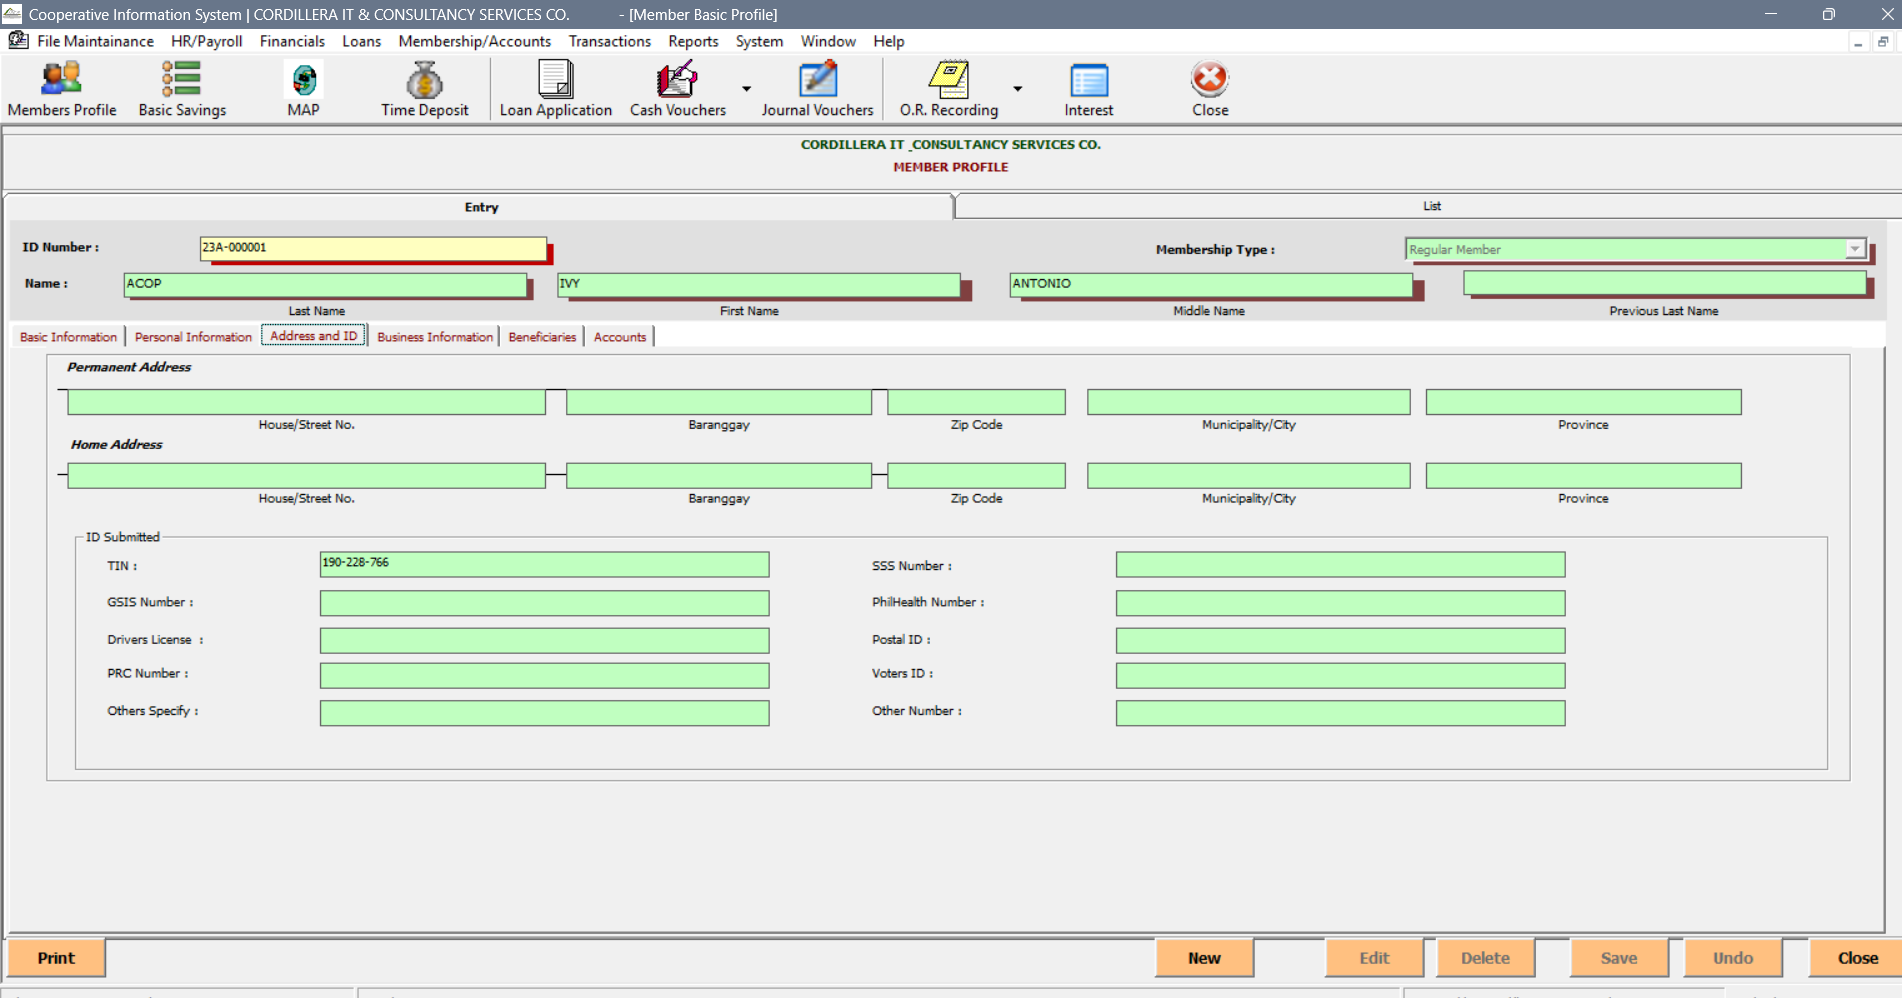 Cooperative Information System | CORDILLERA IT & CONSULTANCY SERVICES CO. - [Member Basic Profile]
File Maintainance HR/Payroll Financials Loans Membership/Accounts Transactions Reports System Window Help
Members Profile Basic Savings MAP Time Deposit Loan Application Cash Vouchers Journal Vouchers O.R. Recording Interest Close
CORDILLERA IT _CONSULTANCY SERVICES CO.
MEMBER PROFILE
Entry List
ID Number : 23A-000001 Membership Type : Regular Member
Name : ACOP IVY ANTONIO
Last Name First Name Middle Name Previous Last Name
Basic Information Personal Information Address and ID Business Information Beneficiaries Accounts
Permanent Address
House/Street No. Baranggay Zip Code Municipality/City Province
Home Address
House/Street No. Baranggay Zip Code Municipality/City Province
ID Submitted
TIN : 190-228-766 SSS Number :
GSIS Number : PhilHealth Number :
Drivers License : Postal ID :
PRC Number : Voters ID :
Others Specify : Other Number :
Print New Edit Delete Save Undo Close